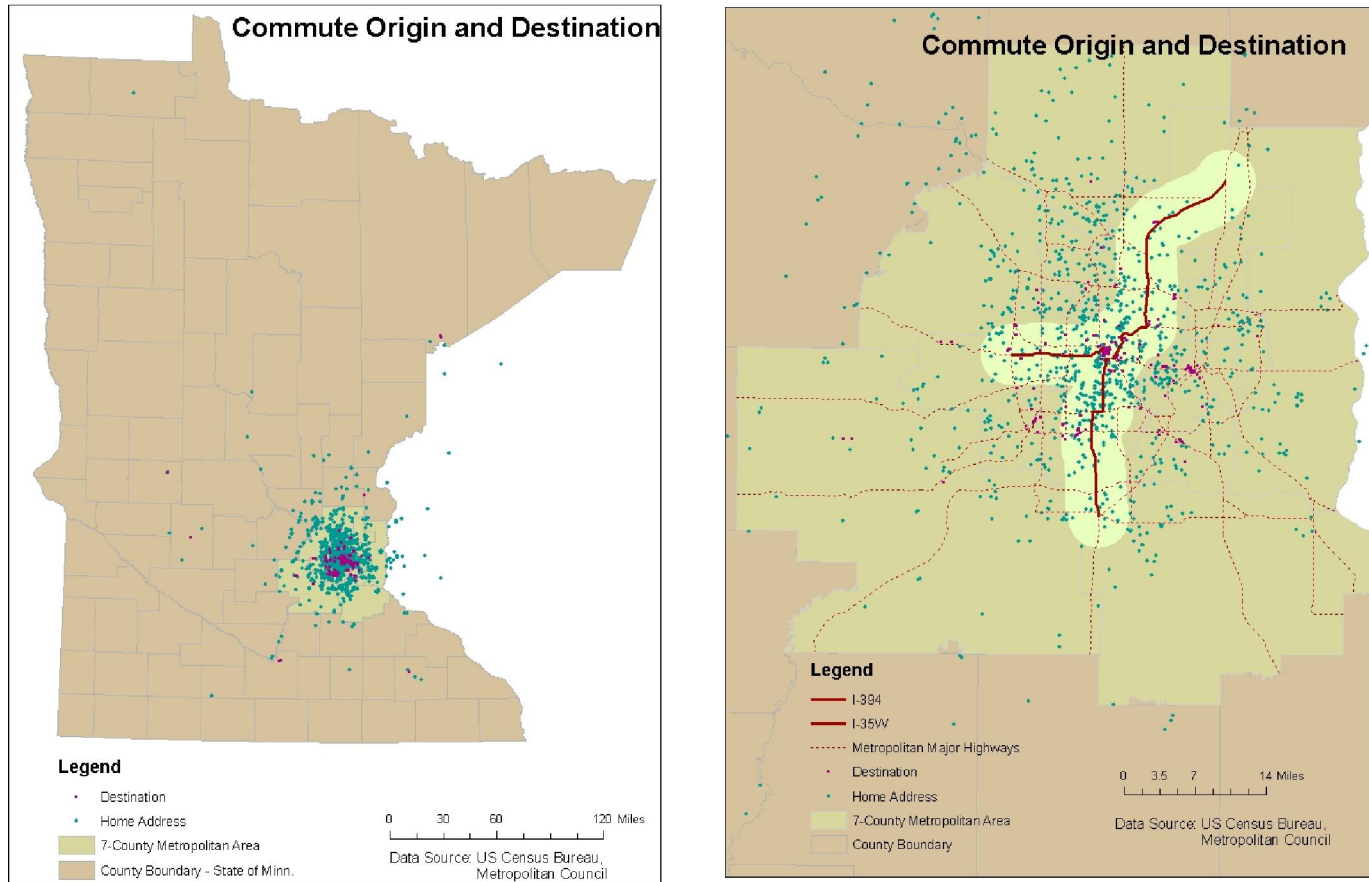 Commute Origin and Destination
Legend
Destination
Home Address
7-County Metropolitan Area
County Boundary - State of Minn.
0 30 60 120 Miles
Data Source: US Census Bureau,
Metropolitan Council
Commute Origin and Destination
Legend
I-394
I-35W
Metropolitan Major Highways
Destination
Home Address
7-County Metropolitan Area
County Boundary
0 3.5 7 14 Miles
Data Source: US Census Bureau,
Metropolitan Council